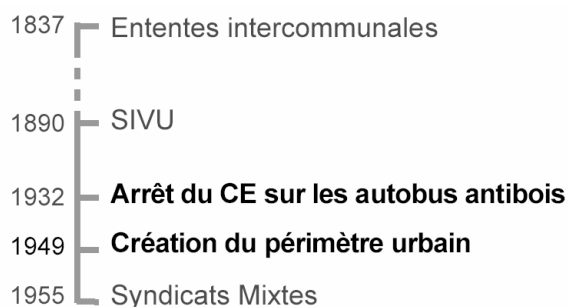 1837 Ententes intercommunales
1890 SIVU
1932 Arrêt du CE sur les autobus antibois
1949 Création du périmètre urbain
1955 Syndicats Mixtes